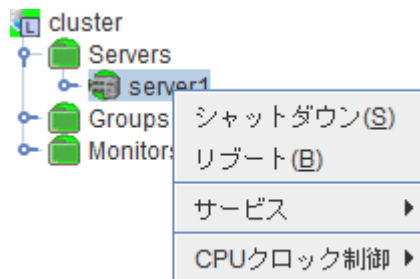 cluster
Servers
server1
Groups
Monitors
シャットダウン(S)
リブート(B)
サービス
CPUクロック制御